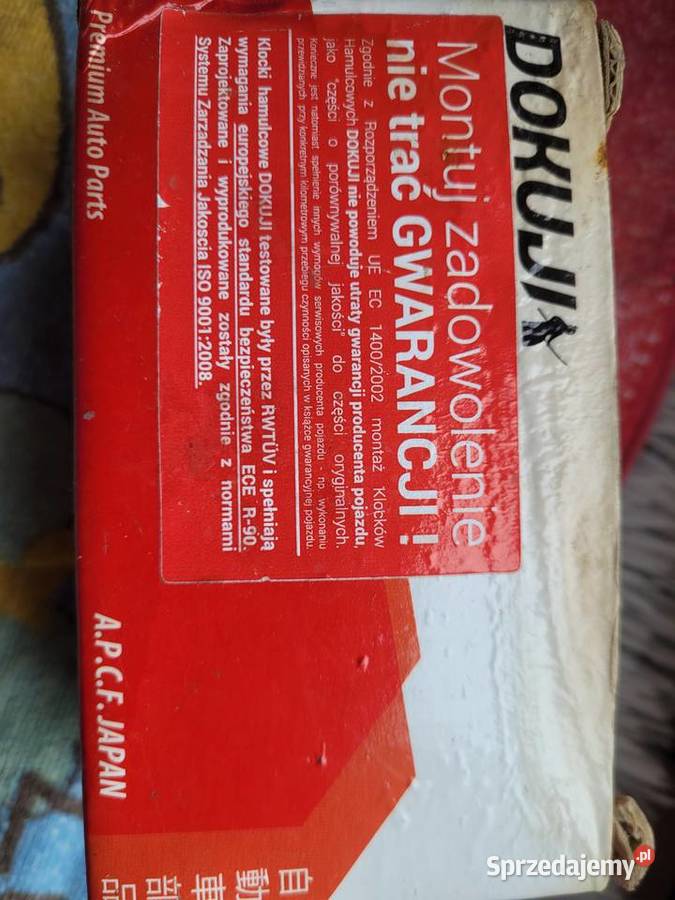 DOKUJI
Montuj zadowolenie
nie trać GWARANCJI!
Zgodnie z Rozporządzeniem UE EC 1400/2002 montaż Klocków
Hamulcowych DOKUJI nie powoduje utraty gwarancji producenta pojazdu,
jako "części o porównywalnej jakości" do części oryginalnych.
Konieczne jest natomiast spełnienie innych wymogów serwisowych producenta pojazdu - np. wykonaniu
przewidzianych przy konkretnym kilometrowym przebiegu czynności opisanych w książce gwarancyjnej pojazdu.
Klocki hamulcowe DOKUJI testowane były przez RWTÜV i spełniają
wymagania europejskiego standardu bezpieczeństwa ECE R-90.
Zaprojektowane i wyprodukowane zostały zgodnie z normami
Systemu Zarzadzania Jakoscia ISO 9001:2008.
Premium Auto Parts
A.P.C.F. JAPAN
自動車部品
Sprzedajemy.pl